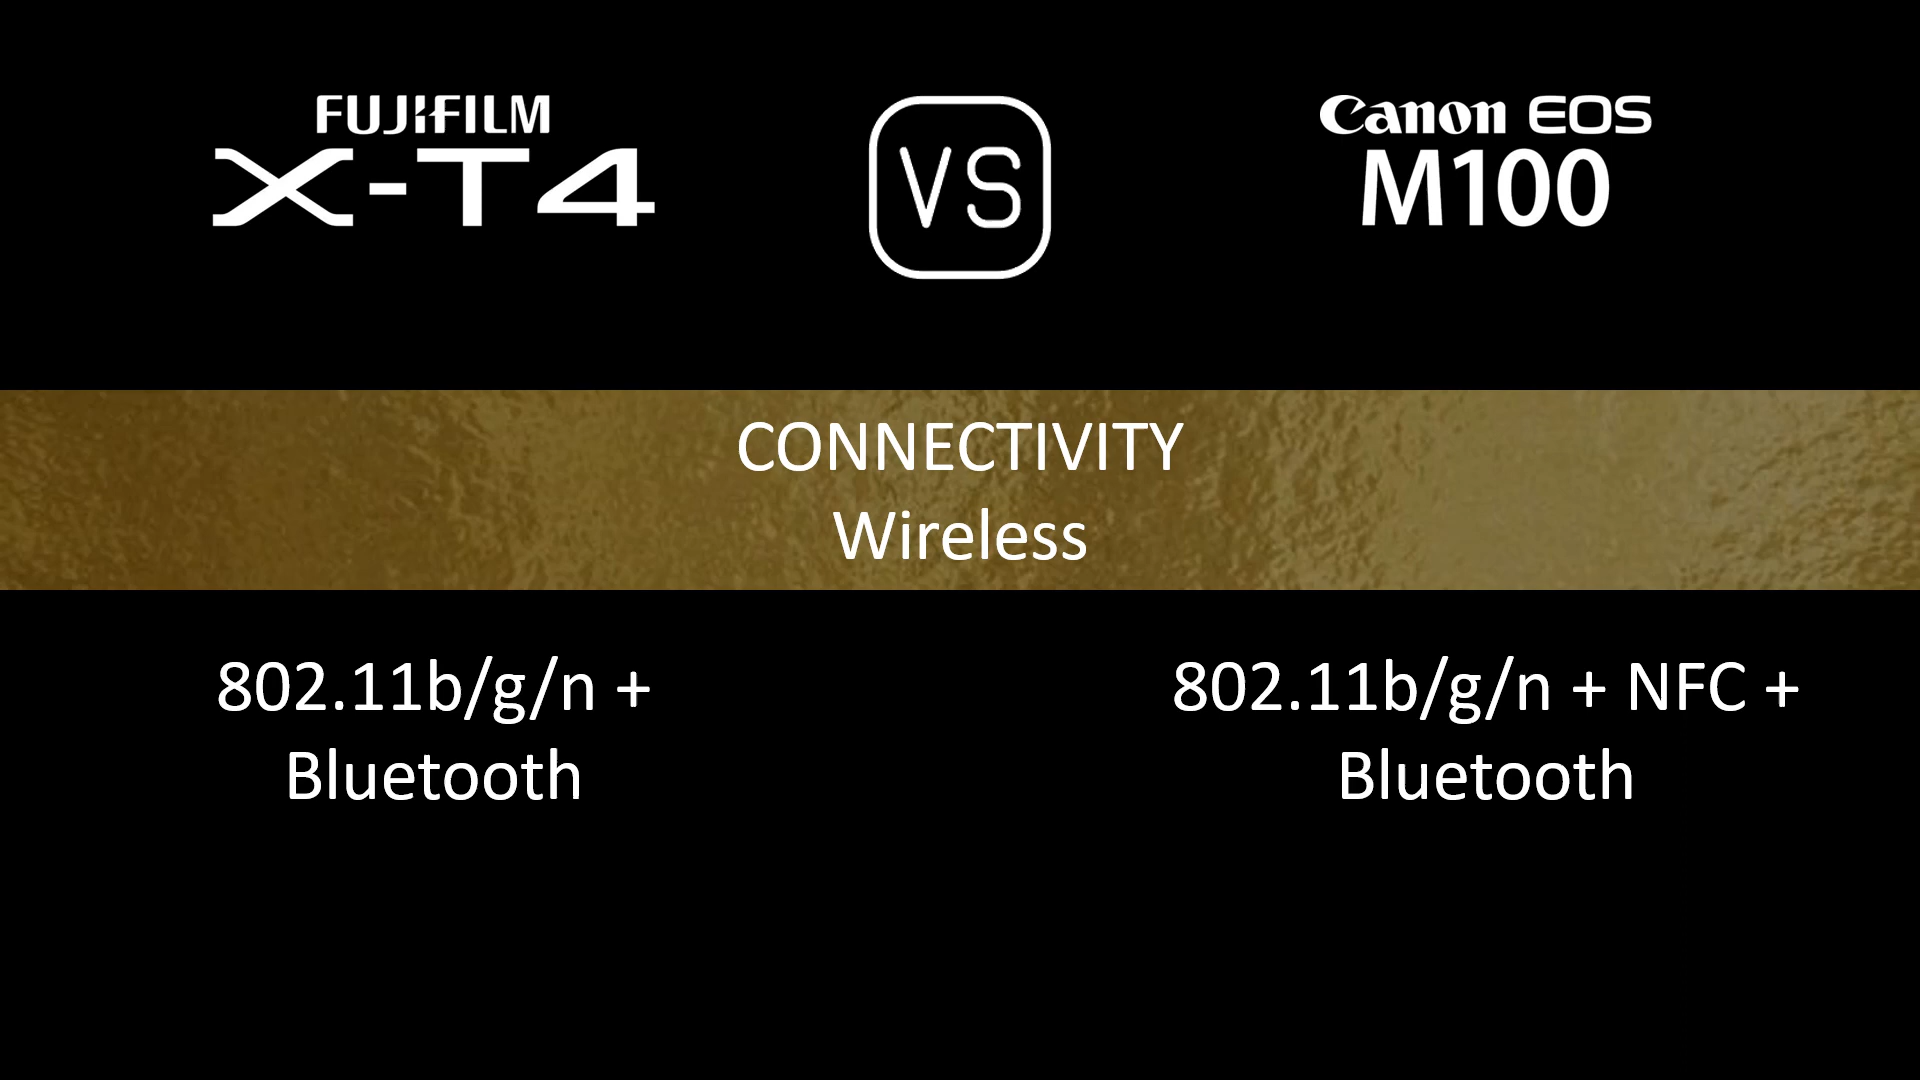 FUJIFILM
X-T4
VS
Canon EOS
M100
CONNECTIVITY
Wireless
802.11b/g/n +
Bluetooth
802.11b/g/n + NFC +
Bluetooth